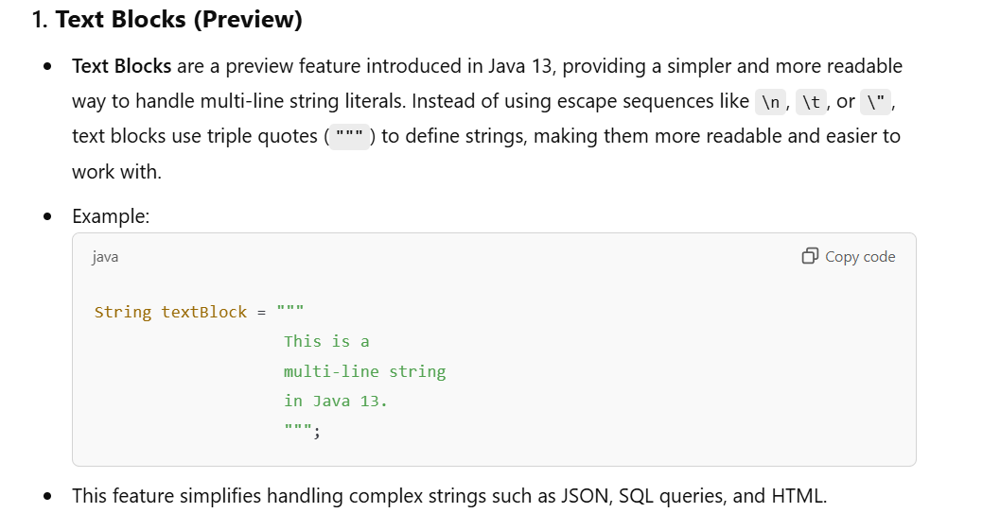 1. Text Blocks (Preview)
• Text Blocks are a preview feature introduced in Java 13, providing a simpler and more readable
way to handle multi-line string literals. Instead of using escape sequences like \n, \t, or \",
text blocks use triple quotes (""") to define strings, making them more readable and easier to
work with.
• Example:
java Copy code
String textBlock = """
This is a
multi-line string
in Java 13.
""";
• This feature simplifies handling complex strings such as JSON, SQL queries, and HTML.